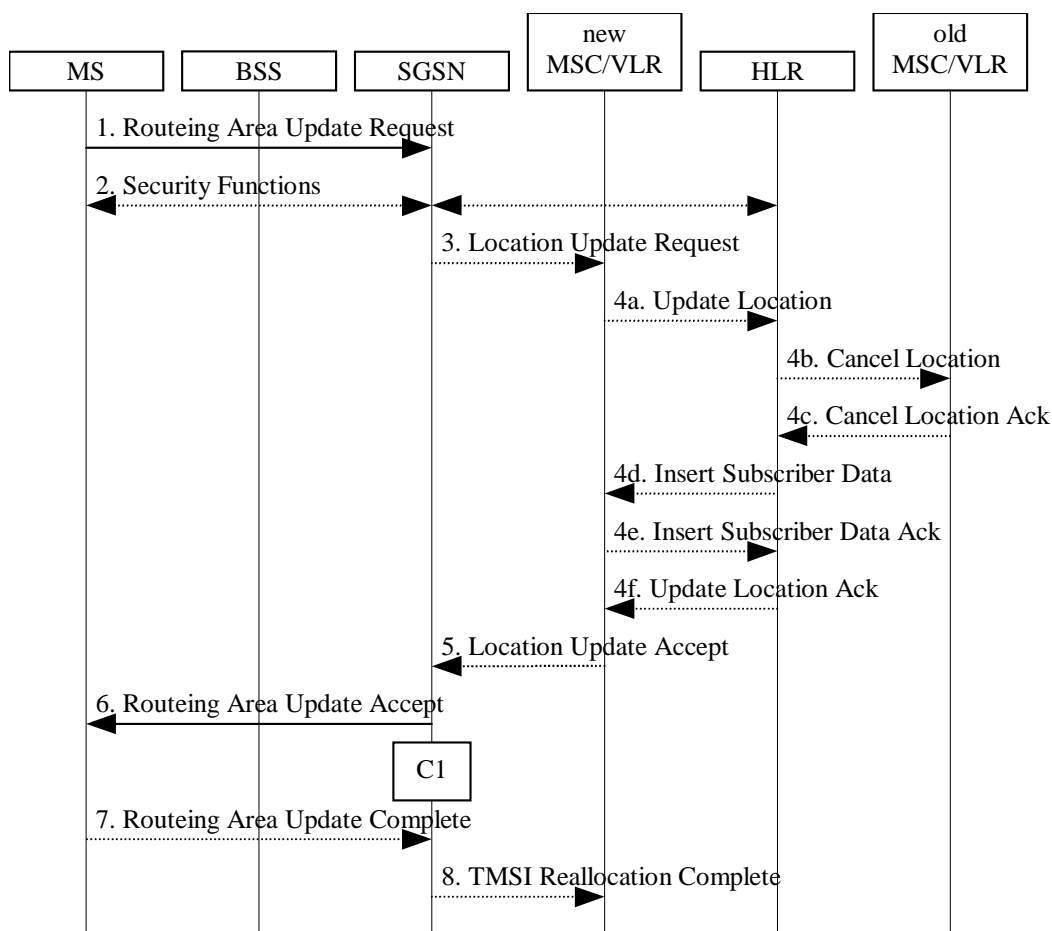 new
old
MS
BSS
SGSN
MSC/VLR
HLR
MSC/VLR
1. Routeing Area Update Request
2. Security Functions
3. Location Update Request
4a. Update Location
4b. Cancel Location
4c. Cancel Location Ack
4d. Insert Subscriber Data
4e. Insert Subscriber Data Ack
4f. Update Location Ack
5. Location Update Accept
6. Routeing Area Update Accept
C1
7. Routeing Area Update Complete
8. TMSI Reallocation Complete